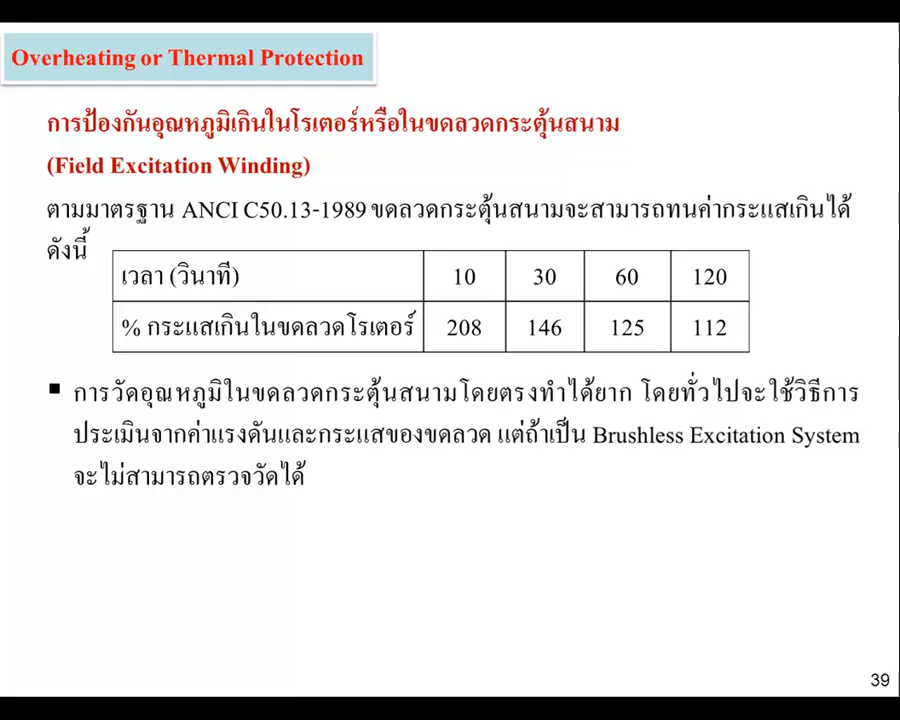 Overheating or Thermal Protection
การป้องกันอุณหภูมิเกินในโรเตอร์หรือในขดลวดกระตุ้นสนาม
(Field Excitation Winding)
ตามมาตรฐาน ANCI C50.13-1989 ขดลวดกระตุ้นสนามจะสามารถทนค่ากระแสเกินได้
ดังนี้
เวลา (วินาที) 10 30 60 120
% กระแสเกินในขดลวดโรเตอร์ 208 146 125 112
▪ การวัดอุณหภูมิในขดลวดกระตุ้นสนามโดยตรงทำได้ยาก โดยทั่วไปจะใช้วิธีการ
ประเมินจากค่าแรงดันและกระแสของขดลวด แต่ถ้าเป็น Brushless Excitation System
จะไม่สามารถตรวจวัดได้
39